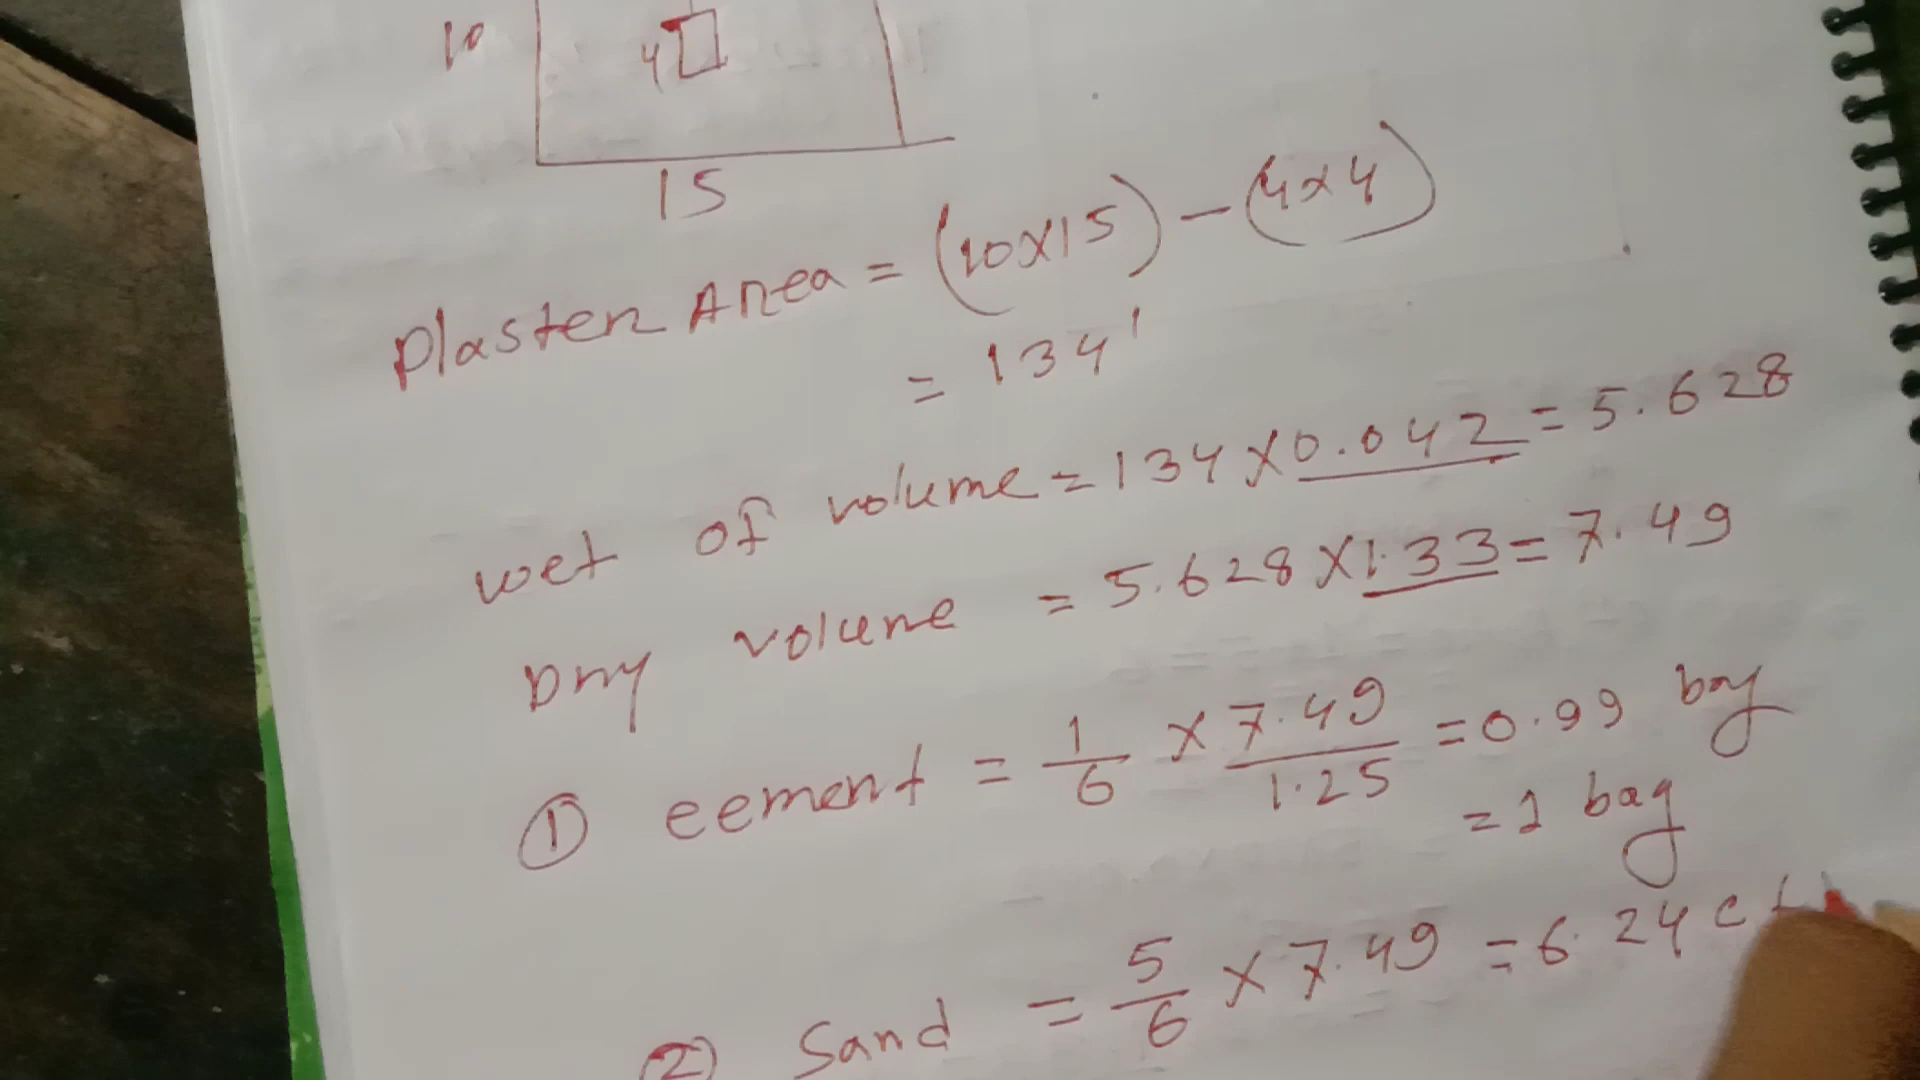 10
4
15
Plaster Area = (10x15) - (4x4)
= 134'
wet of volume = 134 x 0.042 = 5.628
Dry volume = 5.628 x 1.33 = 7.49
① eement = 1/6 x 7.49/1.25 = 0.99 bag
= 1 bag
② Sand = 5/6 x 7.49 = 6.24 c